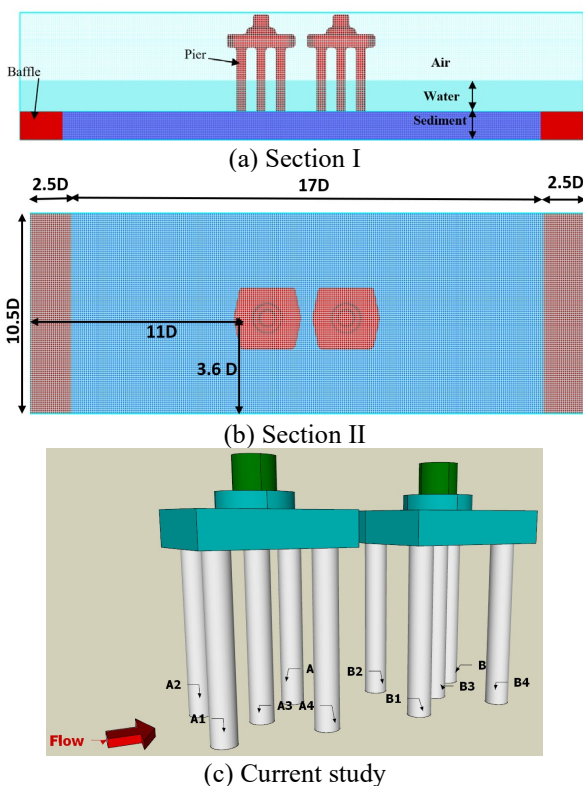 Pier
Baffle
Air
Water
Sediment
(a) Section I
2.5D
17D
2.5D
10.5D
11D
3.6 D
(b) Section II
A2
A1
A3
A
A4
B2
B1
B3
B
B4
Flow
(c) Current study